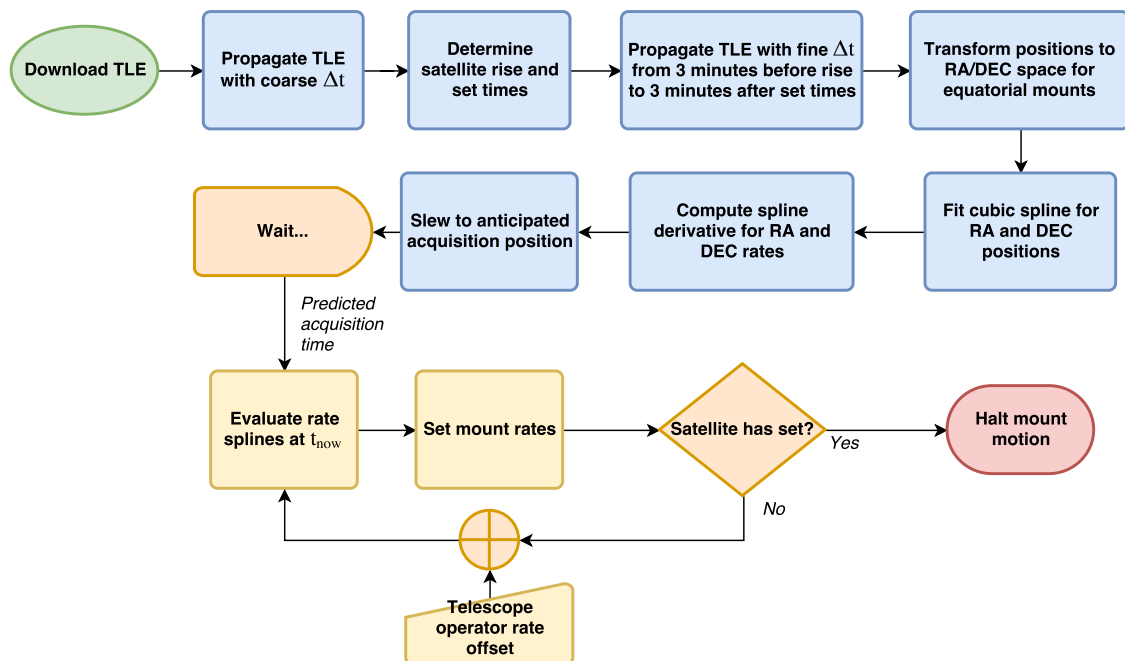 Download TLE
Propagate TLE
with coarse Δt
Determine
satellite rise and
set times
Propagate TLE with fine Δt
from 3 minutes before rise
to 3 minutes after set times
Transform positions to
RA/DEC space for
equatorial mounts
Wait...
Slew to anticipated
acquisition position
Compute spline
derivative for RA and
DEC rates
Fit cubic spline for
RA and DEC
positions
Predicted
acquisition
time
Evaluate rate
splines at tnow
Set mount rates
Satellite has set?
Yes
Halt mount
motion
No
Telescope
operator rate
offset